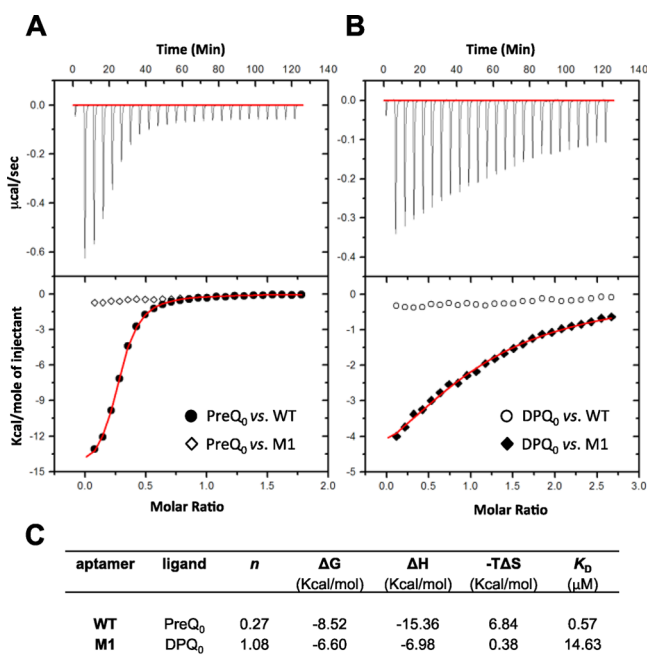 A
B
Time (Min)
Time (Min)
0 20 40 60 80 100 120 140
0 20 40 60 80 100 120 140
µcal/sec
0.0
-0.2
-0.4
-0.6
0.0
-0.1
-0.2
-0.3
-0.4
Kcal/mole of injectant
0
-3
-6
-9
-12
-15
PreQ₀ vs. WT
PreQ₀ vs. M1
0
-1
-2
-3
-4
-5
DPQ₀ vs. WT
DPQ₀ vs. M1
0.0 0.5 1.0 1.5 2.0
0.0 0.5 1.0 1.5 2.0 2.5 3.0
Molar Ratio
Molar Ratio
C
aptamer ligand n ΔG ΔH -TΔS K_D
(Kcal/mol) (Kcal/mol) (Kcal/mol) (µM)
WT PreQ₀ 0.27 -8.52 -15.36 6.84 0.57
M1 DPQ₀ 1.08 -6.60 -6.98 0.38 14.63